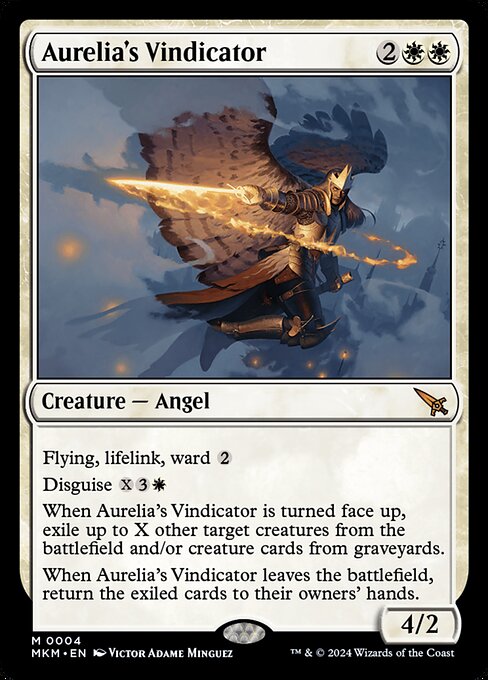 Aurelia's Vindicator 2
Creature — Angel
Flying, lifelink, ward 2
Disguise X 3
When Aurelia's Vindicator is turned face up,
exile up to X other target creatures from the
battlefield and/or creature cards from graveyards.
When Aurelia's Vindicator leaves the battlefield,
return the exiled cards to their owners' hands.
4/2
M 0004
MKM • EN Victor Adame Minguez
™ & © 2024 Wizards of the Coast